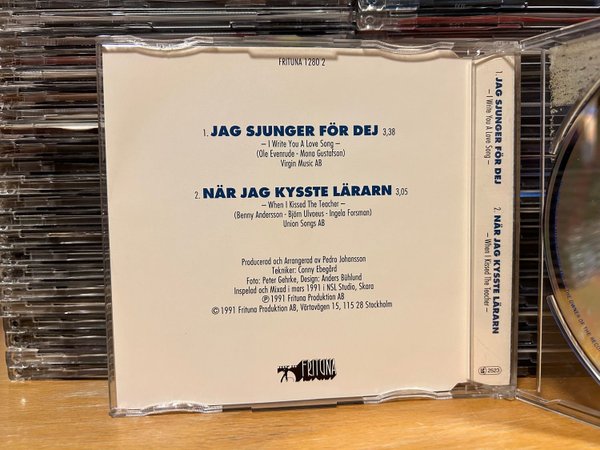 FRITUNA 1280 2
1. JAG SJUNGER FÖR DEJ 3,38
– I Write You A Love Song –
(Ole Evenrude - Mona Gustafson)
Virgin Music AB
2. NÄR JAG KYSSTE LÄRARN 3,05
– When I Kissed The Teacher –
(Benny Andersson - Björn Ulvaeus - Ingela Forsman)
Union Songs AB
Producerad och Arrangerad av Pedro Johansson
Tekniker: Conny Ebegård
Foto: Peter Gehrke, Design: Anders Bühlund
Inspelad och Mixad i mars 1991 i NSL Studio, Skara
Ⓟ 1991 Frituna Produktion AB
© 1991 Frituna Produktion AB, Värtavägen 15, 115 28 Stockholm
FRITUNA
1. JAG SJUNGER FÖR DEJ
– I Write You A Love Song –
2. NÄR JAG KYSSTE LÄRARN
– When I Kissed The Teacher –
2523
THE OWNER OF THE